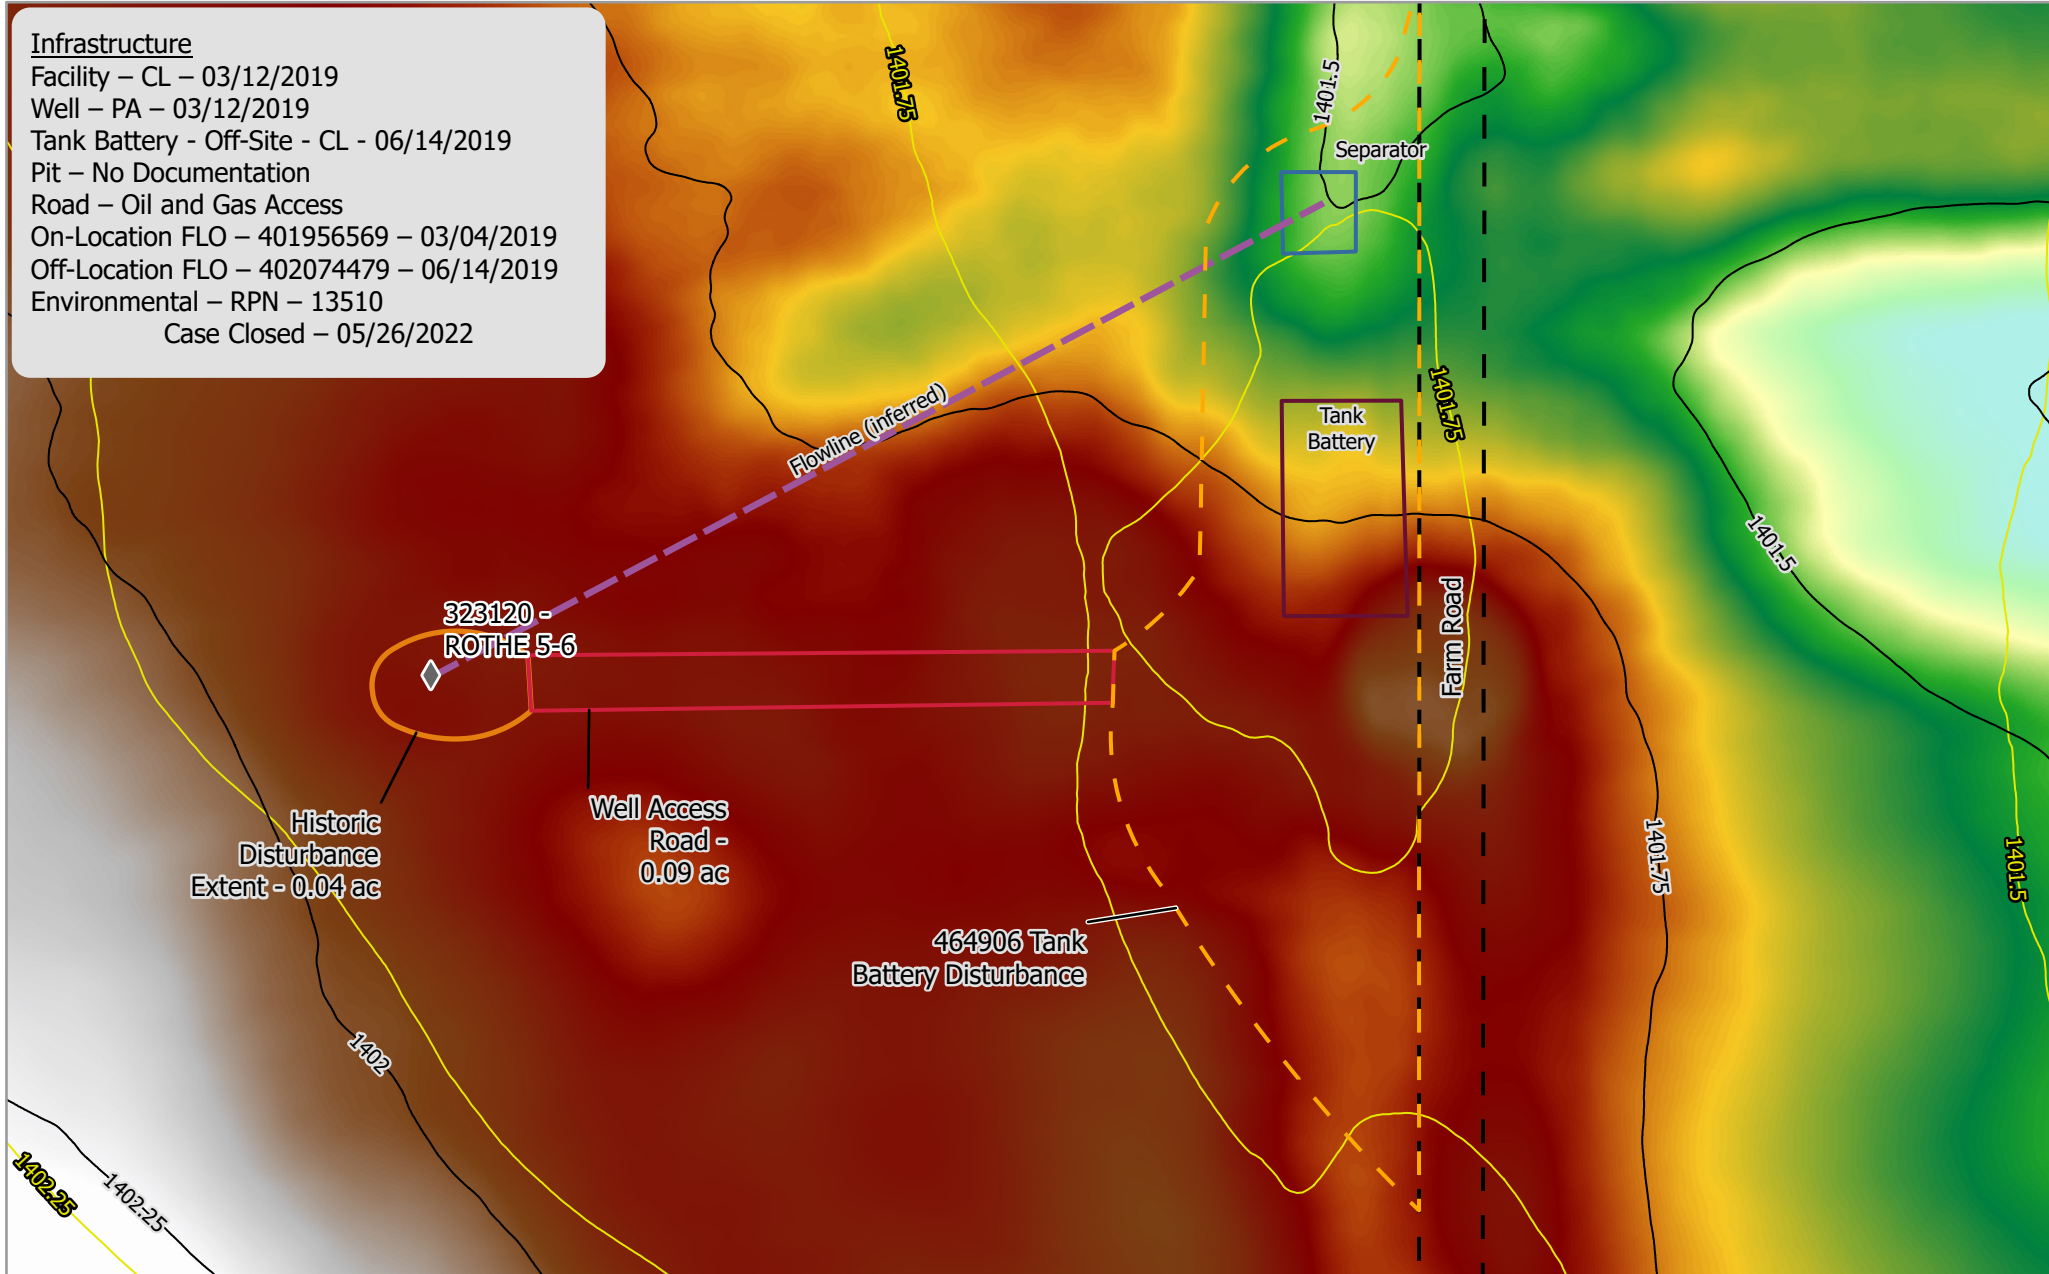 Infrastructure
Facility – CL – 03/12/2019
Well – PA – 03/12/2019
Tank Battery - Off-Site - CL - 06/14/2019
Pit – No Documentation
Road – Oil and Gas Access
On-Location FLO – 401956569 – 03/04/2019
Off-Location FLO – 402074479 – 06/14/2019
Environmental – RPN – 13510
Case Closed – 05/26/2022
1401.75
1401.5
Separator
Flowline (inferred)
Tank
Battery
1401.75
1401.5
323120 -
ROTHE 5-6
Farm Road
Historic
Disturbance
Extent - 0.04 ac
Well Access
Road -
0.09 ac
1401.75
1401.5
464906 Tank
Battery Disturbance
1402
1402.25
1402.25